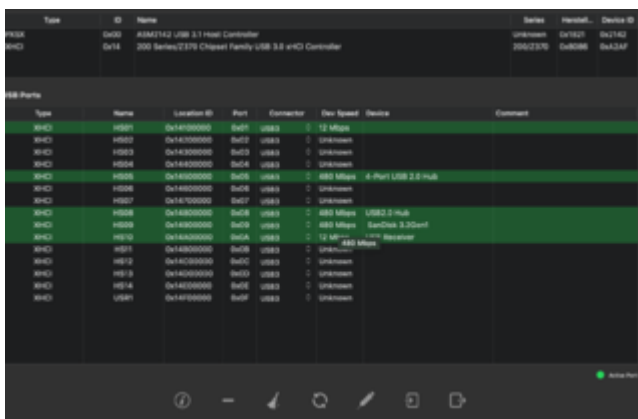 Type ID Name Series Device ID
0x00 ASM2142 USB 3.1 Host Controller Unknown 0x1B21 0x2142
XHCI 0x14 200 Series/Z370 Chipset Family USB 3.0 xHCI Controller 200/Z370 0x8086 0xA2AF
USB Ports
Type Name Location ID Port Connector Dev Speed Device Comment
XHCI HS01 0x14100000 0x01 USB3 12 Mbps
XHCI HS02 0x14200000 0x02 USB3 Unknown
XHCI HS03 0x14300000 0x03 USB3 Unknown
XHCI HS04 0x14400000 0x04 USB3 Unknown
XHCI HS05 0x14500000 0x05 USB3 480 Mbps 4-Port USB 2.0 Hub
XHCI HS06 0x14600000 0x06 USB3 Unknown
XHCI HS07 0x14700000 0x07 USB3 Unknown
XHCI HS08 0x14800000 0x08 USB3 480 Mbps USB2.0 Hub
XHCI HS09 0x14900000 0x09 USB3 480 Mbps SanDisk 3.2Gen1
XHCI HS10 0x14A00000 0x0A USB3 12 Receiver
480 Mbps
XHCI HS11 0x14B00000 0x0B USB3
XHCI HS12 0x14C00000 0x0C USB3 Unknown
XHCI HS13 0x14D00000 0x0D USB3 Unknown
XHCI HS14 0x14E00000 0x0E USB3 Unknown
XHCI USR1 0x14F00000 0x0F USB3 Unknown
Active Port